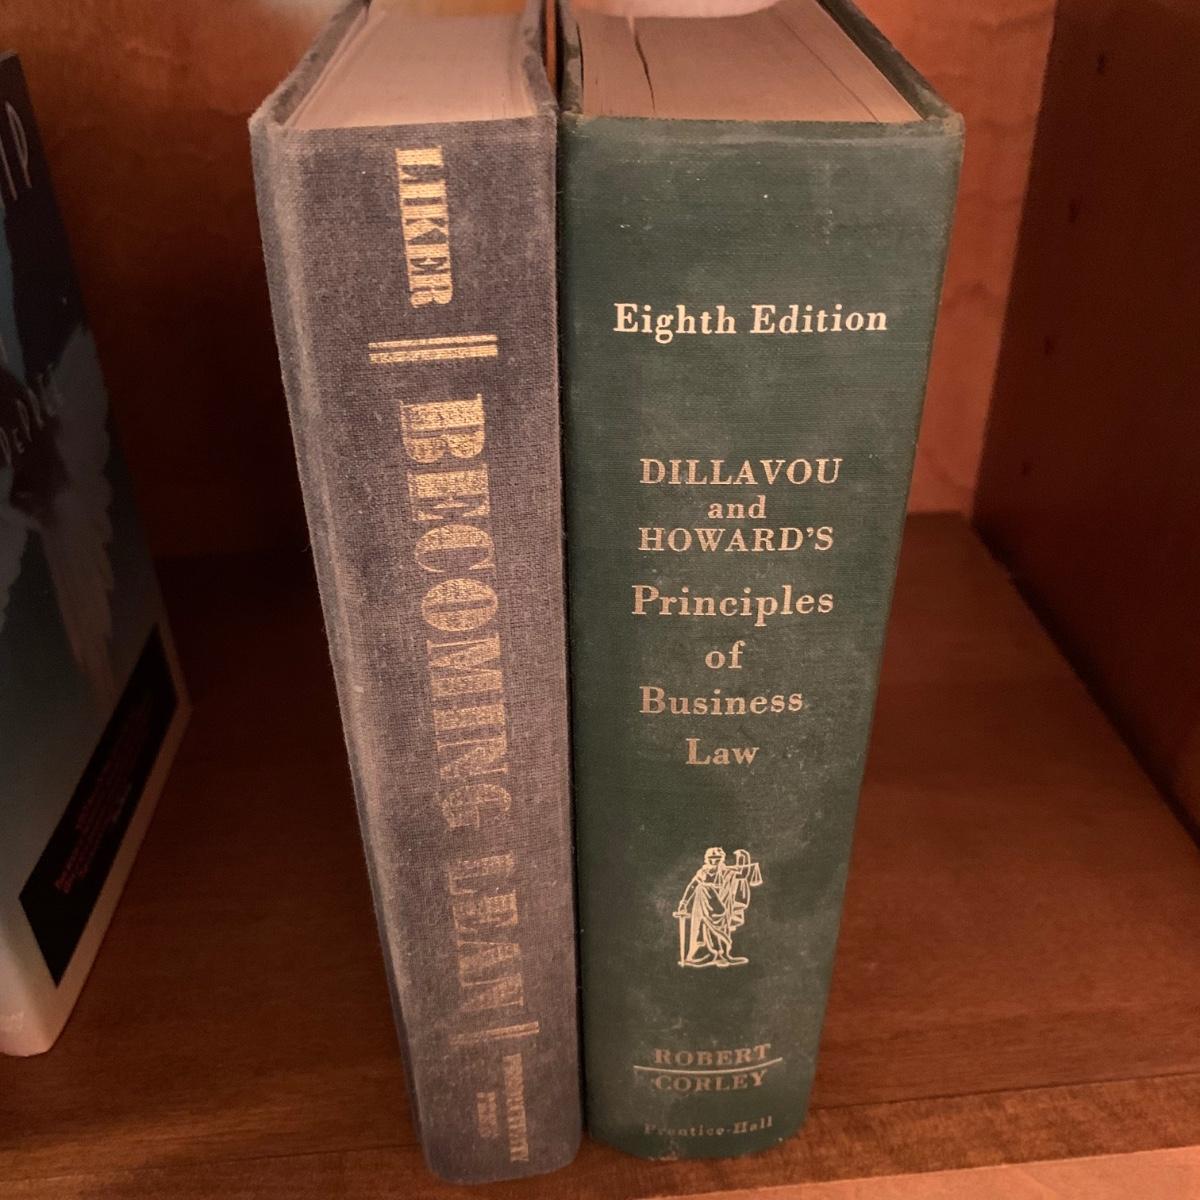 LIKER
BECOMING LEAN
PRODUCTIVITY
PRESS
Eighth Edition
DILLAVOU
and
HOWARD'S
Principles
of
Business
Law
ROBERT
CORLEY
Prentice-Hall